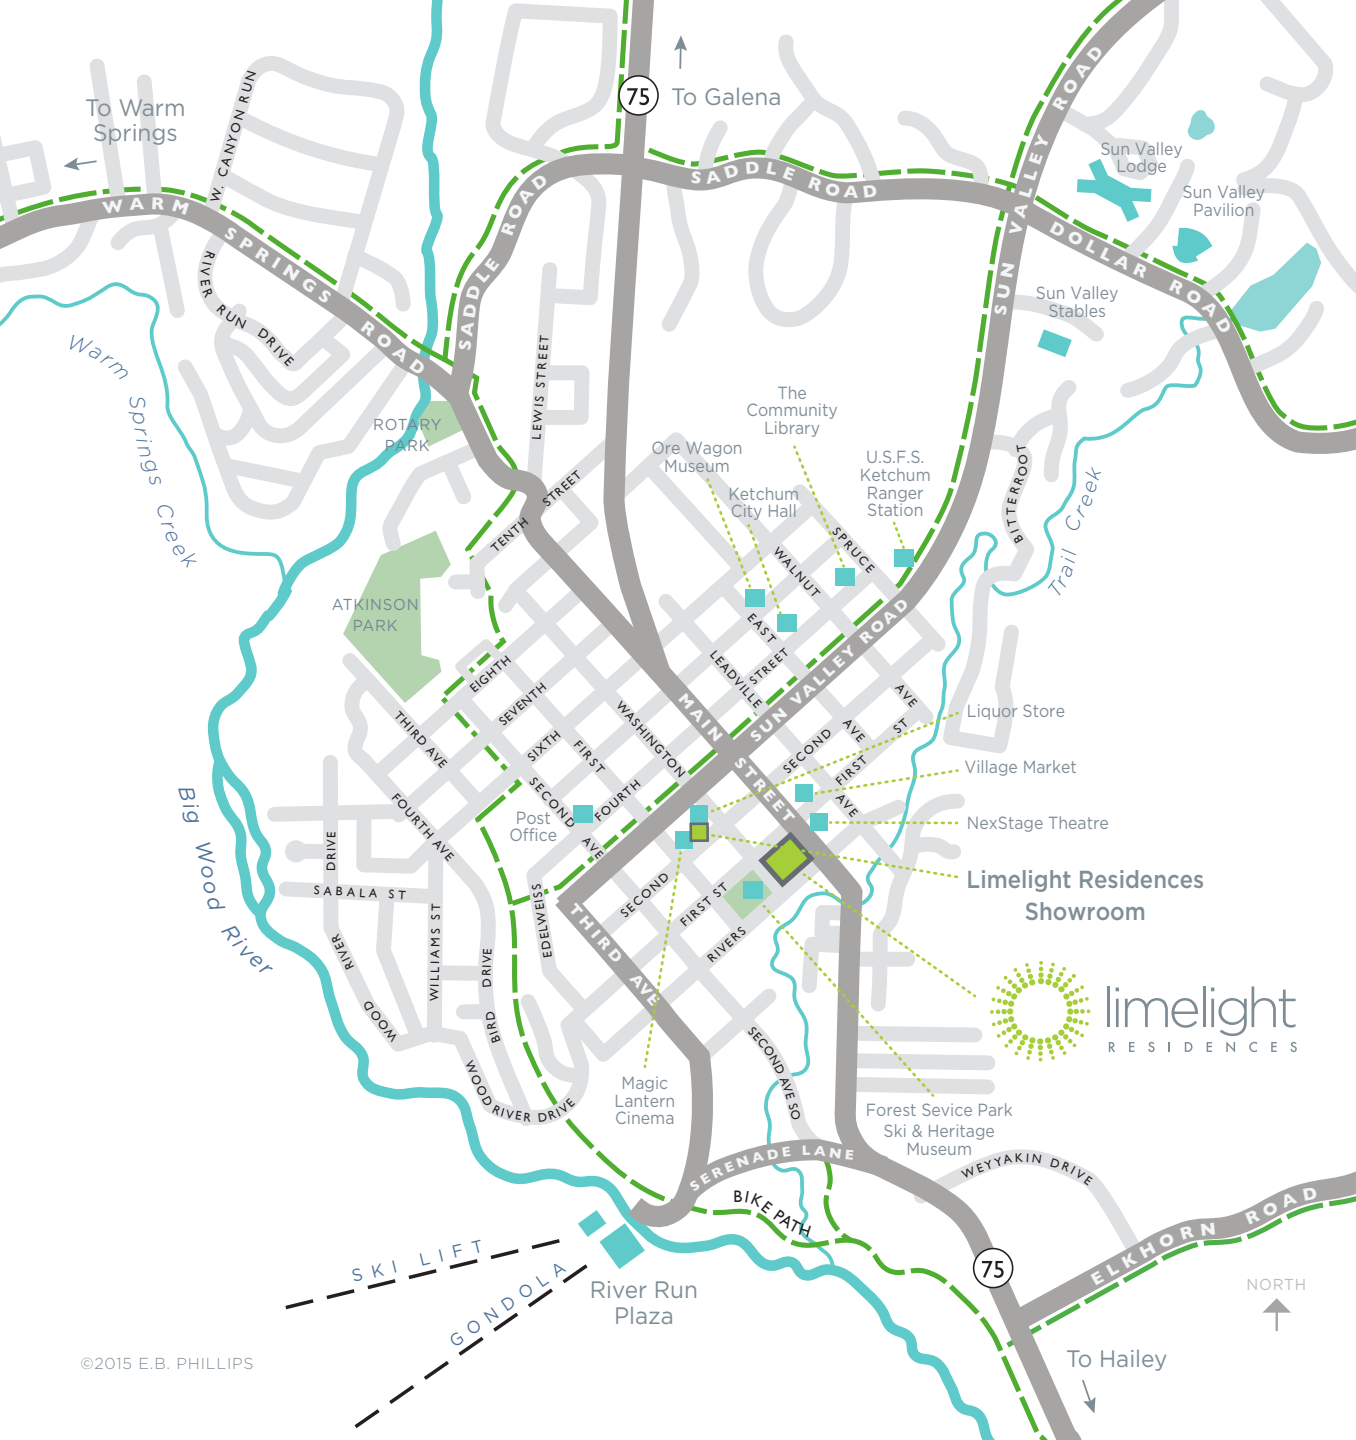 To Galena
75
To Warm
Springs
W. CANYON RUN
WARM SPRINGS ROAD
RIVER RUN DRIVE
SADDLE ROAD
SADDLE ROAD
SUN VALLEY ROAD
DOLLAR ROAD
Sun Valley
Lodge
Sun Valley
Pavilion
Sun Valley
Stables
Warm Springs Creek
ROTARY
PARK
LEWIS STREET
TENTH STREET
The
Community
Library
Ore Wagon
Museum
Ketchum
City Hall
U.S.F.S.
Ketchum
Ranger
Station
BITTERROOT
Trail Creek
SPRUCE
WALNUT
EAST
LEADVILLE
STREET
AVE
AVE
AVE
ATKINSON
PARK
EIGHTH
SEVENTH
SIXTH
FIRST
FOURTH
WASHINGTON
THIRD AVE
FOURTH AVE
SECOND AVE
MAIN STREET
SUN VALLEY ROAD
SECOND
FIRST
ST
Liquor Store
Village Market
NexStage Theatre
Limelight Residences
Showroom
Post
Office
Big Wood River
DRIVE
SABALA ST
RIVER
WOOD
WILLIAMS ST
BIRD DRIVE
EDELWEISS
WOOD RIVER DRIVE
THIRD AVE
SECOND
FIRST ST
RIVERS
SECOND AVE SO
limelight
RESIDENCES
Magic
Lantern
Cinema
Forest Sevice Park
Ski & Heritage
Museum
SERENADE LANE
BIKE PATH
WEYYAKIN DRIVE
ELKHORN ROAD
75
SKI LIFT
GONDOLA
River Run
Plaza
NORTH
To Hailey
©2015 E.B. PHILLIPS